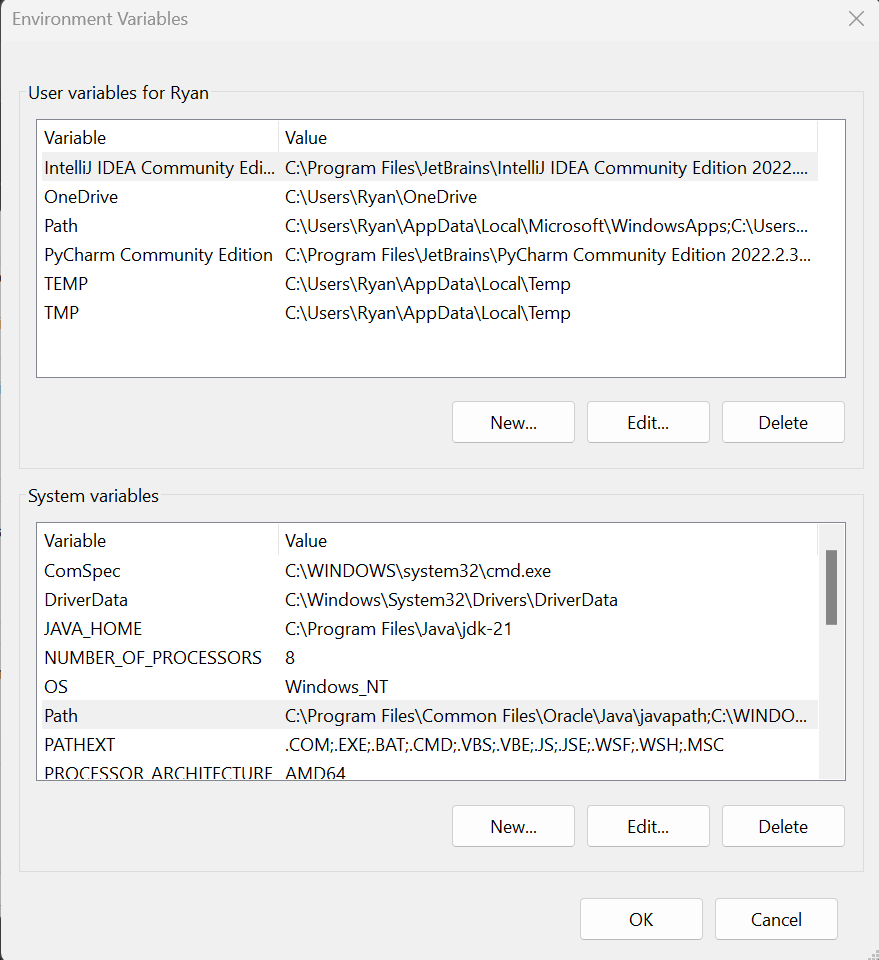 Environment Variables
User variables for Ryan
Variable Value
IntelliJ IDEA Community Edi... C:\Program Files\JetBrains\IntelliJ IDEA Community Edition 2022....
OneDrive C:\Users\Ryan\OneDrive
Path C:\Users\Ryan\AppData\Local\Microsoft\WindowsApps;C:\Users...
PyCharm Community Edition C:\Program Files\JetBrains\PyCharm Community Edition 2022.2.3...
TEMP C:\Users\Ryan\AppData\Local\Temp
TMP C:\Users\Ryan\AppData\Local\Temp
New... Edit... Delete
System variables
Variable Value
ComSpec C:\WINDOWS\system32\cmd.exe
DriverData C:\Windows\System32\Drivers\DriverData
JAVA_HOME C:\Program Files\Java\jdk-21
NUMBER_OF_PROCESSORS 8
OS Windows_NT
Path C:\Program Files\Common Files\Oracle\Java\javapath;C:\WINDO...
PATHEXT .COM;.EXE;.BAT;.CMD;.VBS;.VBE;.JS;.JSE;.WSF;.WSH;.MSC
PROCESSOR_ARCHITECTURE AMD64
New... Edit... Delete
OK Cancel